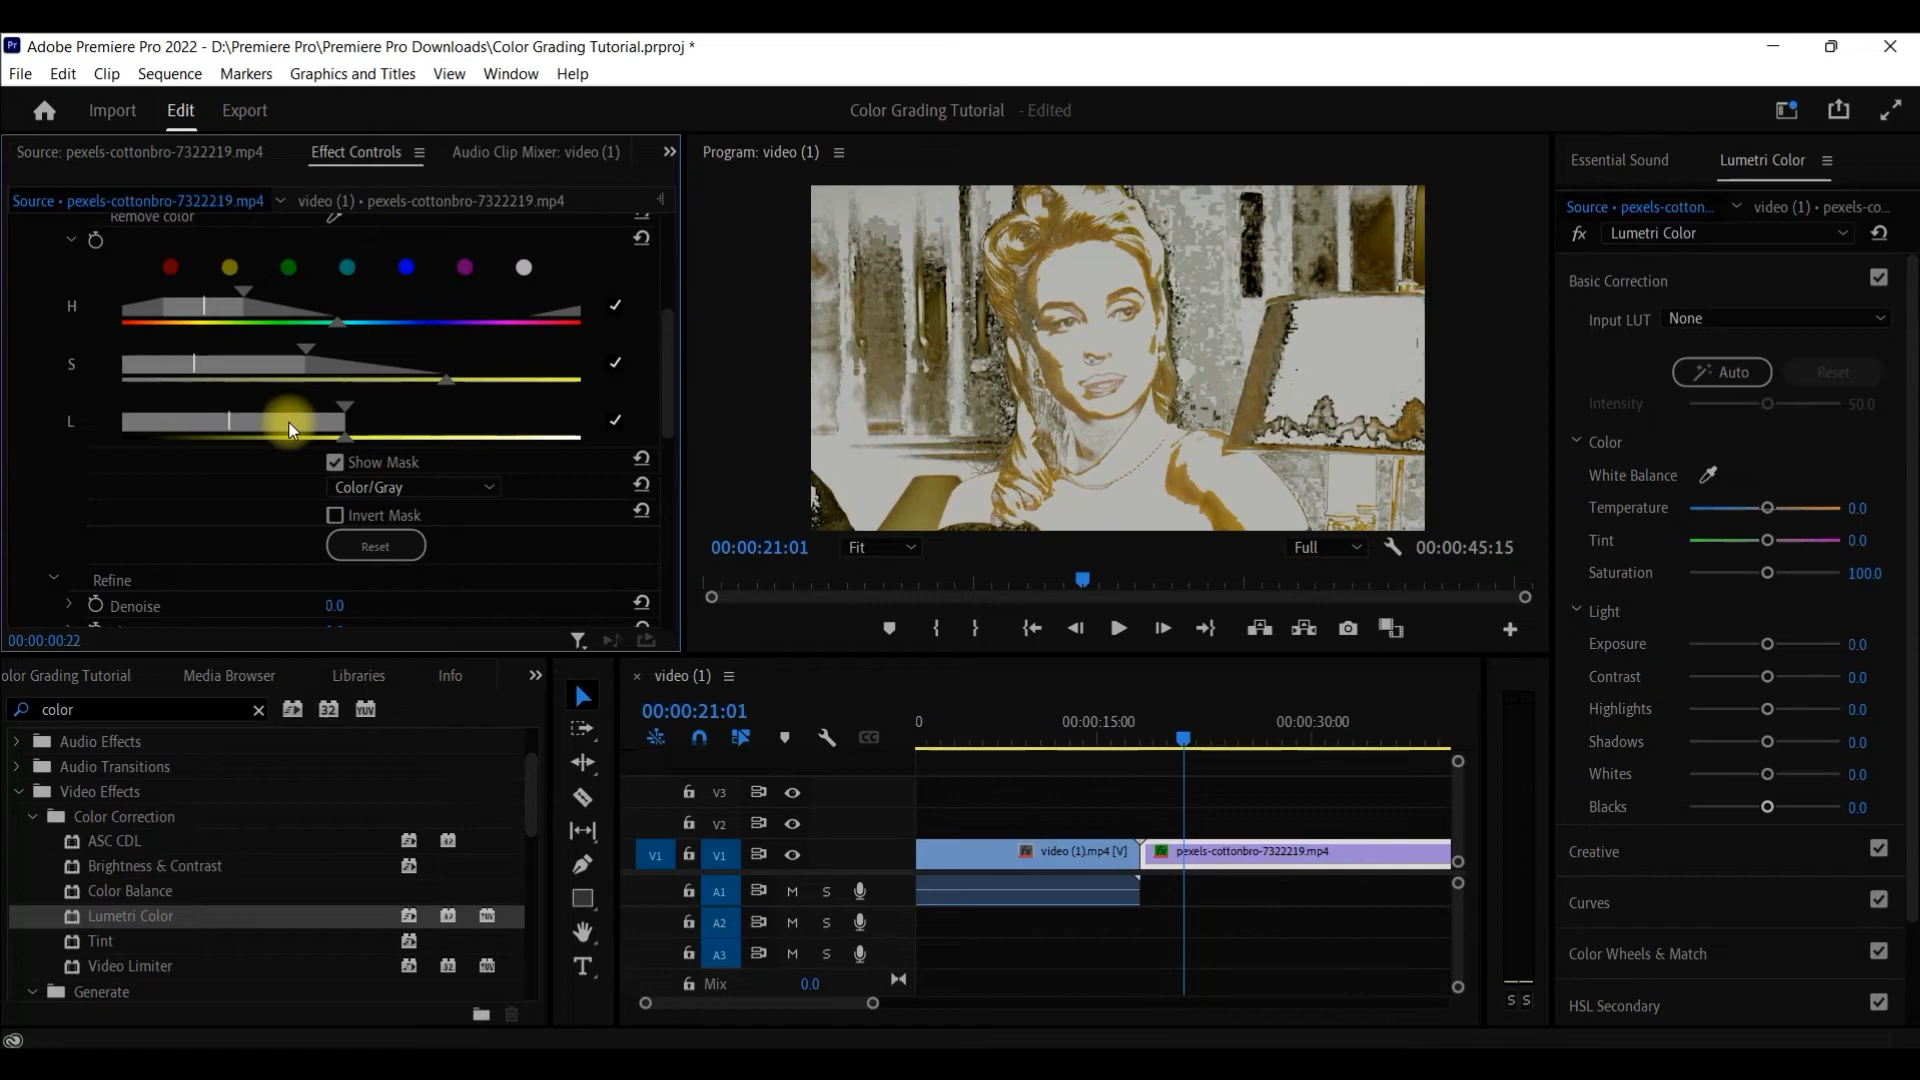 Adobe Premiere Pro 2022 - D:\Premiere Pro\Premiere Pro Downloads\Color Grading Tutorial.prproj *
File Edit Clip Sequence Markers Graphics and Titles View Window Help
Import Edit Export
Color Grading Tutorial - Edited
Source: pexels-cottonbro-7322219.mp4
Effect Controls
Audio Clip Mixer: video (1)
Source • pexels-cottonbro-7322219.mp4
video (1) • pexels-cottonbro-7322219.mp4
Remove color
H
S
L
Show Mask
Color/Gray
Invert Mask
Reset
Refine
Denoise 0.0
00:00:00:22
Program: video (1)
00:00:21:01
Fit
Full
00:00:45:15
Essential Sound
Lumetri Color
Source • pexels-cotton...
video (1) • pexels-co...
fx Lumetri Color
Basic Correction
Input LUT None
Auto
Reset
Intensity 50.0
Color
White Balance
Temperature 0.0
Tint 0.0
Saturation 100.0
Light
Exposure 0.0
Contrast 0.0
Highlights 0.0
Shadows 0.0
Whites 0.0
Blacks 0.0
Creative
Curves
Color Wheels & Match
HSL Secondary
olor Grading Tutorial
Media Browser
Libraries
Info
color
32
YUV
Audio Effects
Audio Transitions
Video Effects
Color Correction
ASC CDL
Brightness & Contrast
Color Balance
Lumetri Color
Tint
Video Limiter
Generate
× video (1)
00:00:21:01
0
00:00:15:00
00:00:30:00
V3
V2
V1 V1
video (1).mp4 [V]
pexels-cottonbro-7322219.mp4
A1 M S
A2 M S
A3 M S
Mix 0.0
S S